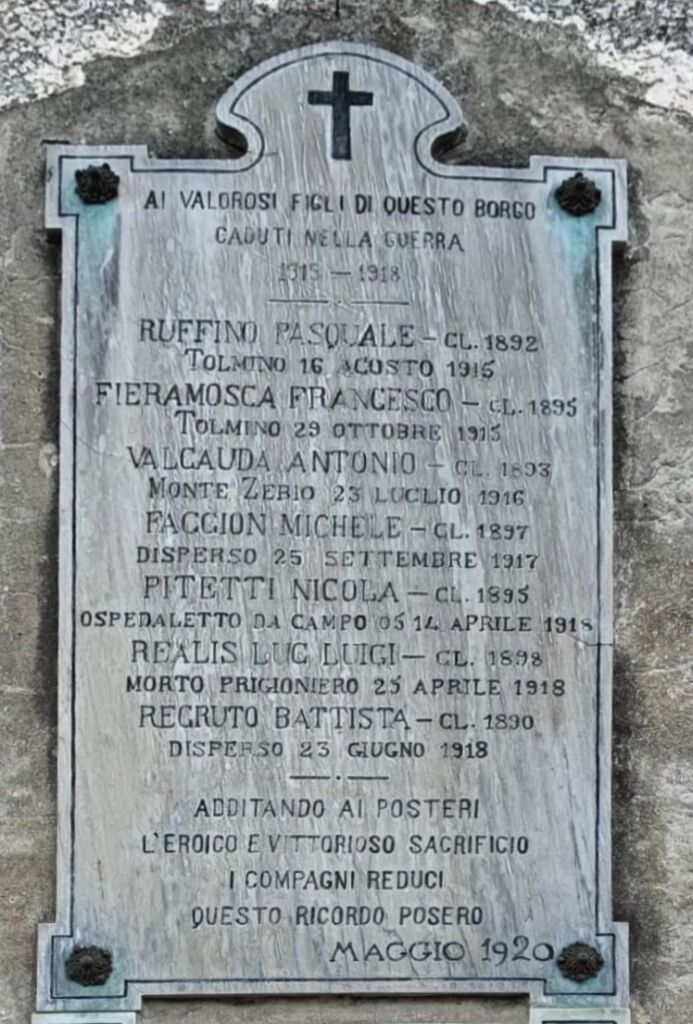 AI VALOROSI FIGLI DI QUESTO BORGO
CADUTI NELLA GUERRA
1915 — 1918
RUFFINO PASQUALE – CL. 1892
TOLMINO 16 AGOSTO 1915
FIERAMOSCA FRANCESCO – CL. 1895
TOLMINO 29 OTTOBRE 1915
VALCAUDA ANTONIO – CL. 1893
MONTE ZEBIO 23 LUGLIO 1916
FACCION MICHELE – CL. 1897
DISPERSO 25 SETTEMBRE 1917
PITETTI NICOLA – CL. 1895
OSPEDALETTO DA CAMPO 05 14 APRILE 1918
REALIS LUC LUIGI – CL. 1898
MORTO PRIGIONIERO 25 APRILE 1918
REGRUTO BATTISTA – CL. 1890
DISPERSO 23 GIUGNO 1918
ADDITANDO AI POSTERI
L'EROICO E VITTORIOSO SACRIFICIO
I COMPAGNI REDUCI
QUESTO RICORDO POSERO
MAGGIO 1920